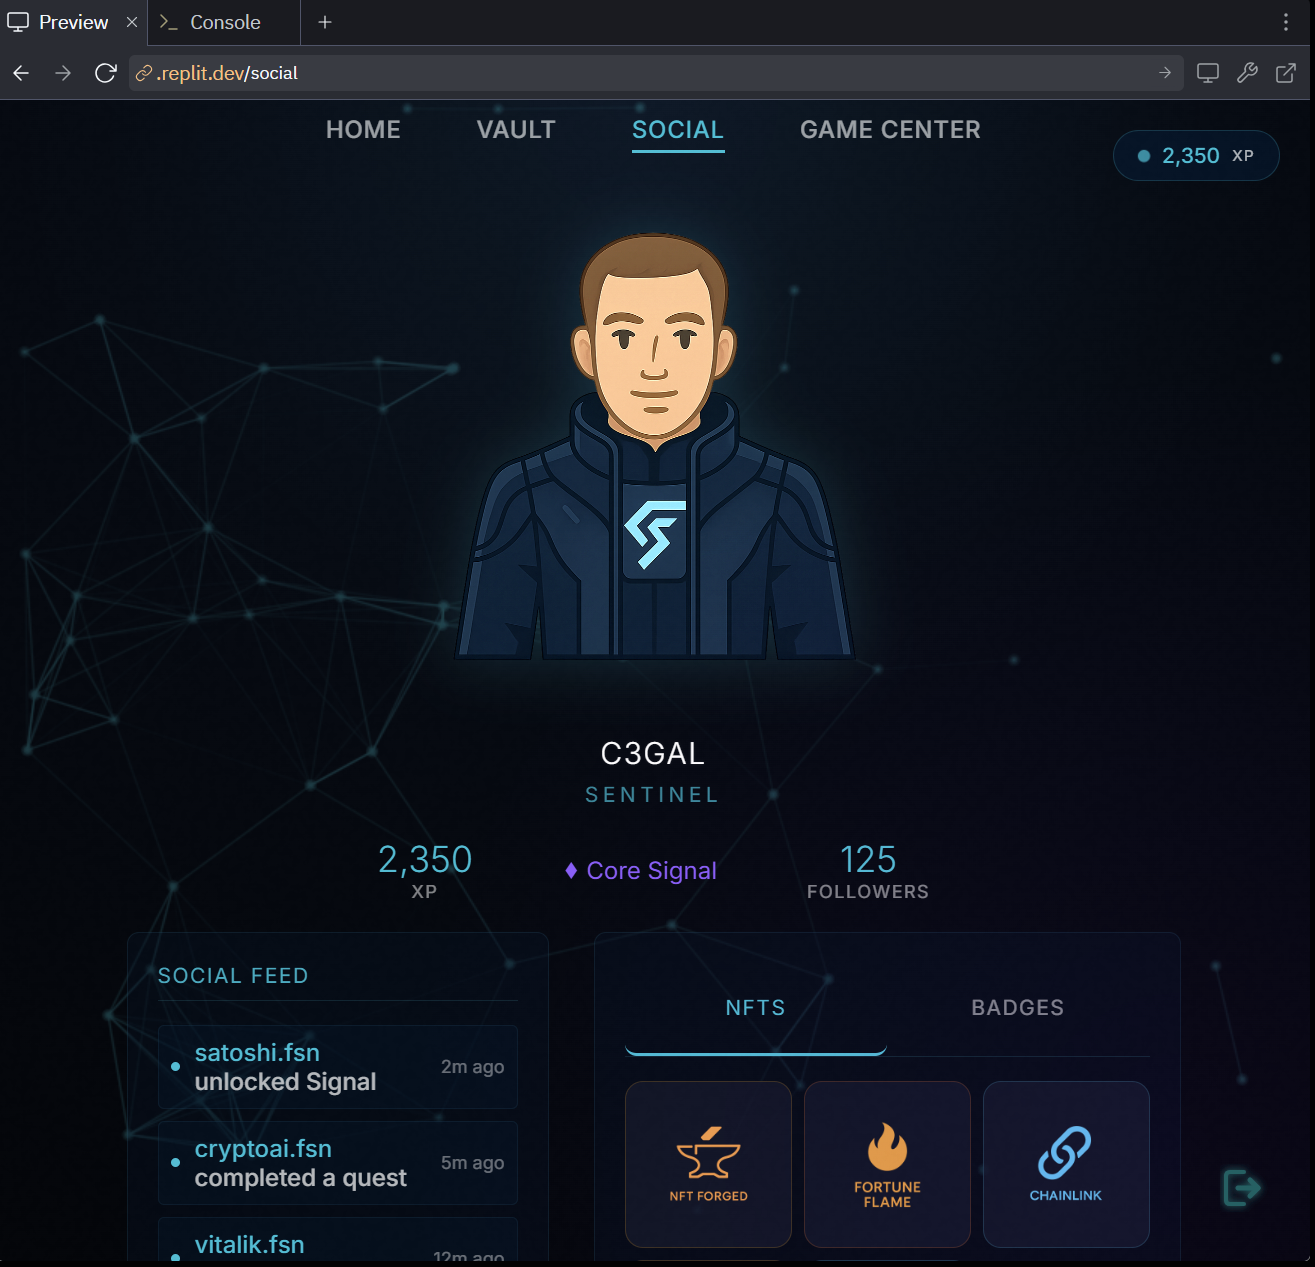 Preview
Console
.replit.dev/social
HOME
VAULT
SOCIAL
GAME CENTER
2,350 XP
C3GAL
SENTINEL
2,350
XP
Core Signal
125
FOLLOWERS
SOCIAL FEED
satoshi.fsn
unlocked Signal
2m ago
cryptoai.fsn
completed a quest
5m ago
vitalik.fsn
12m ago
NFTS
BADGES
NFT FORGED
FORTUNE
FLAME
CHAINLINK